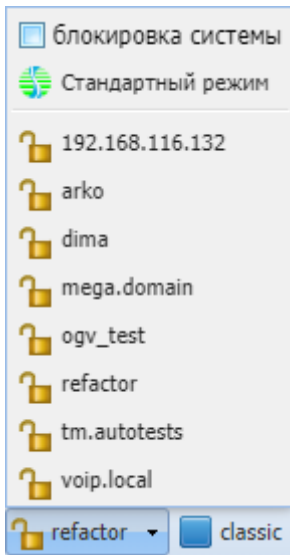 блокировка системы
Стандартный режим
192.168.116.132
arko
dima
mega.domain
ogv_test
refactor
tm.autotests
voip.local
refactor classic